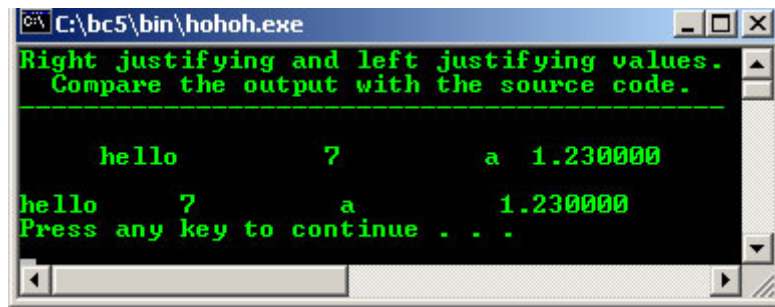 C:\bc5\bin\hohoh.exe
Right justifying and left justifying values.
  Compare the output with the source code.
--------------------------------------------
     hello         7         a  1.230000
hello     7         a         1.230000
Press any key to continue . . .